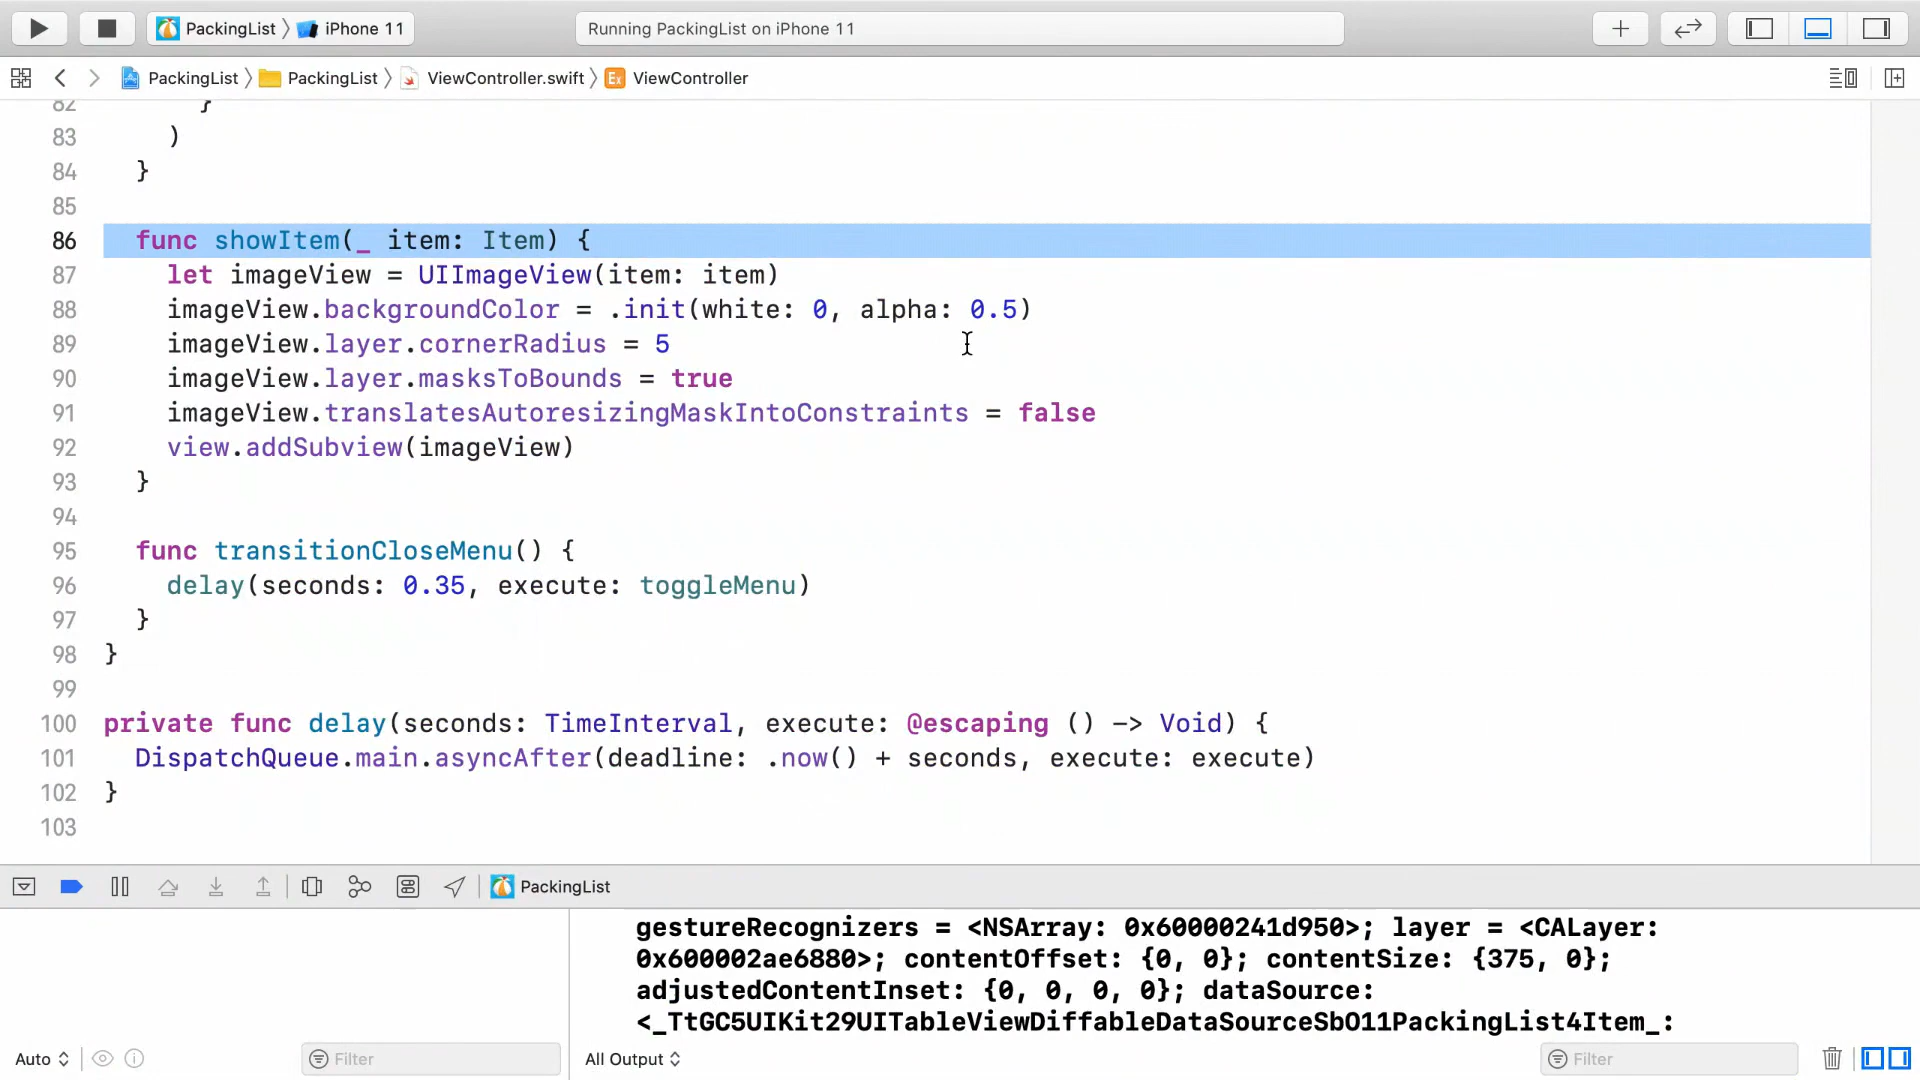 PackingList 〉 iPhone 11
Running PackingList on iPhone 11
PackingList 〉 PackingList 〉 ViewController.swift 〉 Ex ViewController
82 }
83 )
84 }
85
86 func showItem(_ item: Item) {
87 let imageView = UIImageView(item: item)
88 imageView.backgroundColor = .init(white: 0, alpha: 0.5)
89 imageView.layer.cornerRadius = 5
90 imageView.layer.masksToBounds = true
91 imageView.translatesAutoresizingMaskIntoConstraints = false
92 view.addSubview(imageView)
93 }
94
95 func transitionCloseMenu() {
96 delay(seconds: 0.35, execute: toggleMenu)
97 }
98 }
99
100 private func delay(seconds: TimeInterval, execute: @escaping () -> Void) {
101 DispatchQueue.main.asyncAfter(deadline: .now() + seconds, execute: execute)
102 }
103
PackingList
gestureRecognizers = <NSArray: 0x60000241d950>; layer = <CALayer:
0x600002ae6880>; contentOffset: {0, 0}; contentSize: {375, 0};
adjustedContentInset: {0, 0, 0, 0}; dataSource:
<_TtGC5UIKit29UITableViewDiffableDataSourceSbO11PackingList4Item_:
Auto Filter All Output Filter